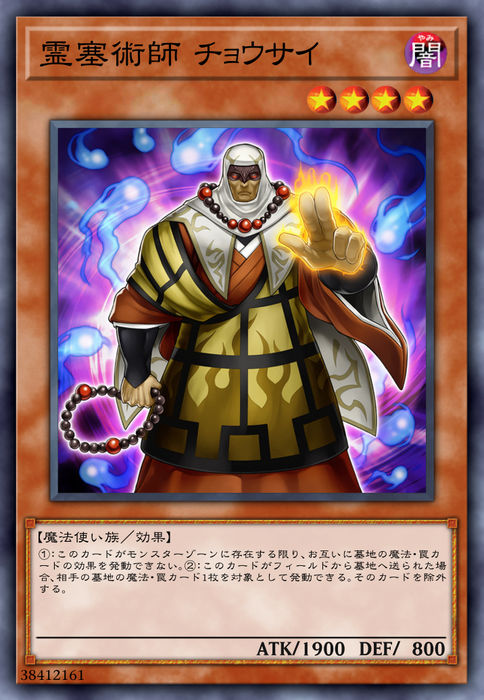 霊塞術師 チョウサイ
やみ
闇
【魔法使い族／効果】
①：このカードがモンスターゾーンに存在する限り、お互いに墓地の魔法・罠カ
ードの効果を発動できない。②：このカードがフィールドから墓地へ送られた場
合、相手の墓地の魔法・罠カード1枚を対象として発動できる。そのカードを除外
する。
ATK/1900 DEF/ 800
38412161